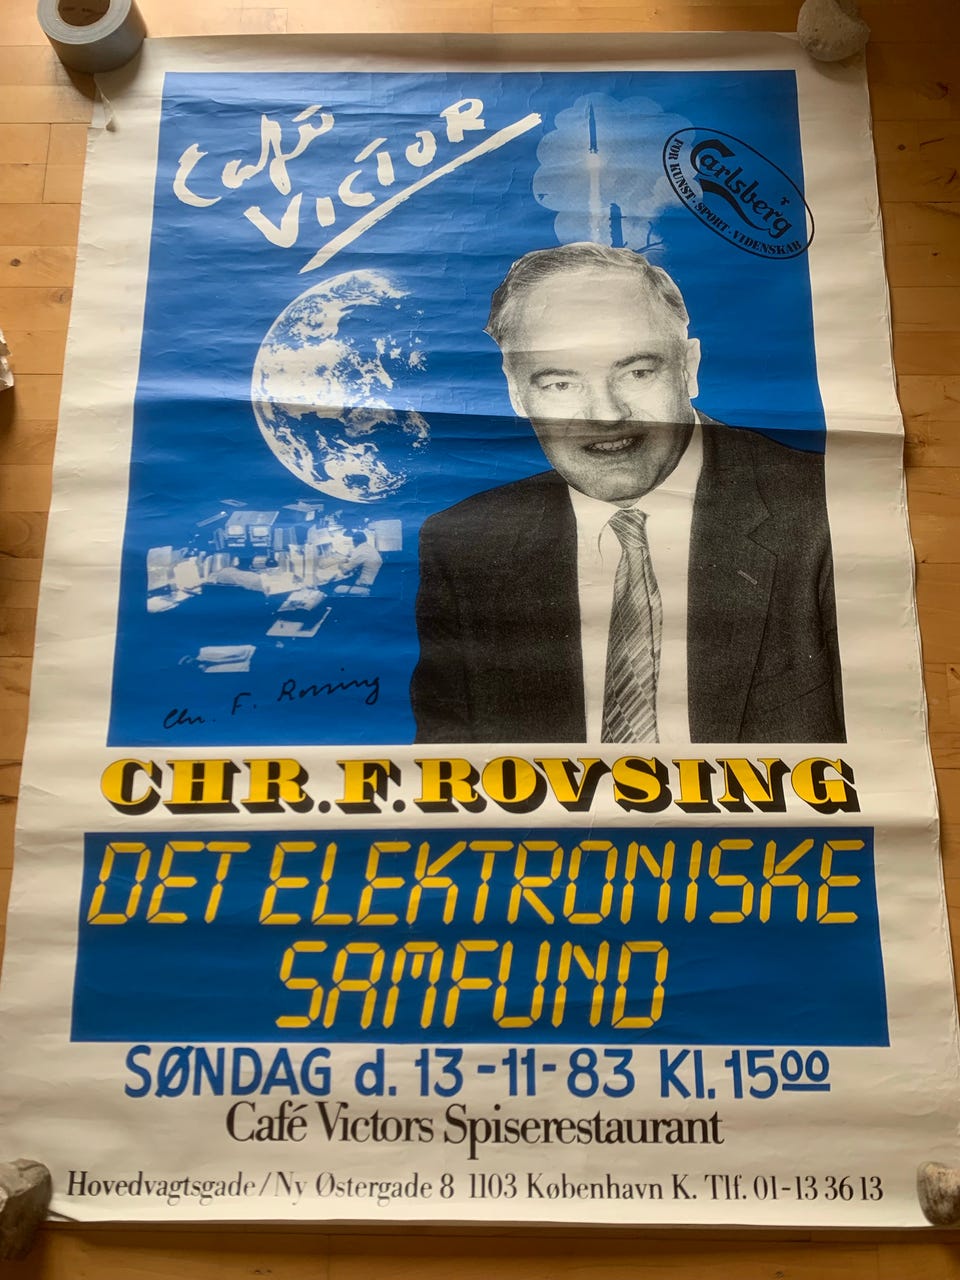 Café
VICTOR
Carlsberg
FOR KUNST · SPORT · VIDENSKAB
Chr. F. Rovsing
CHR. F. ROVSING
DET ELEKTRONISKE
SAMFUND
SØNDAG d. 13-11-83 Kl. 15⁰⁰
Café Victors Spiserestaurant
Hovedvagtsgade/Ny Østergade 8 1103 København K. Tlf. 01-13 36 13